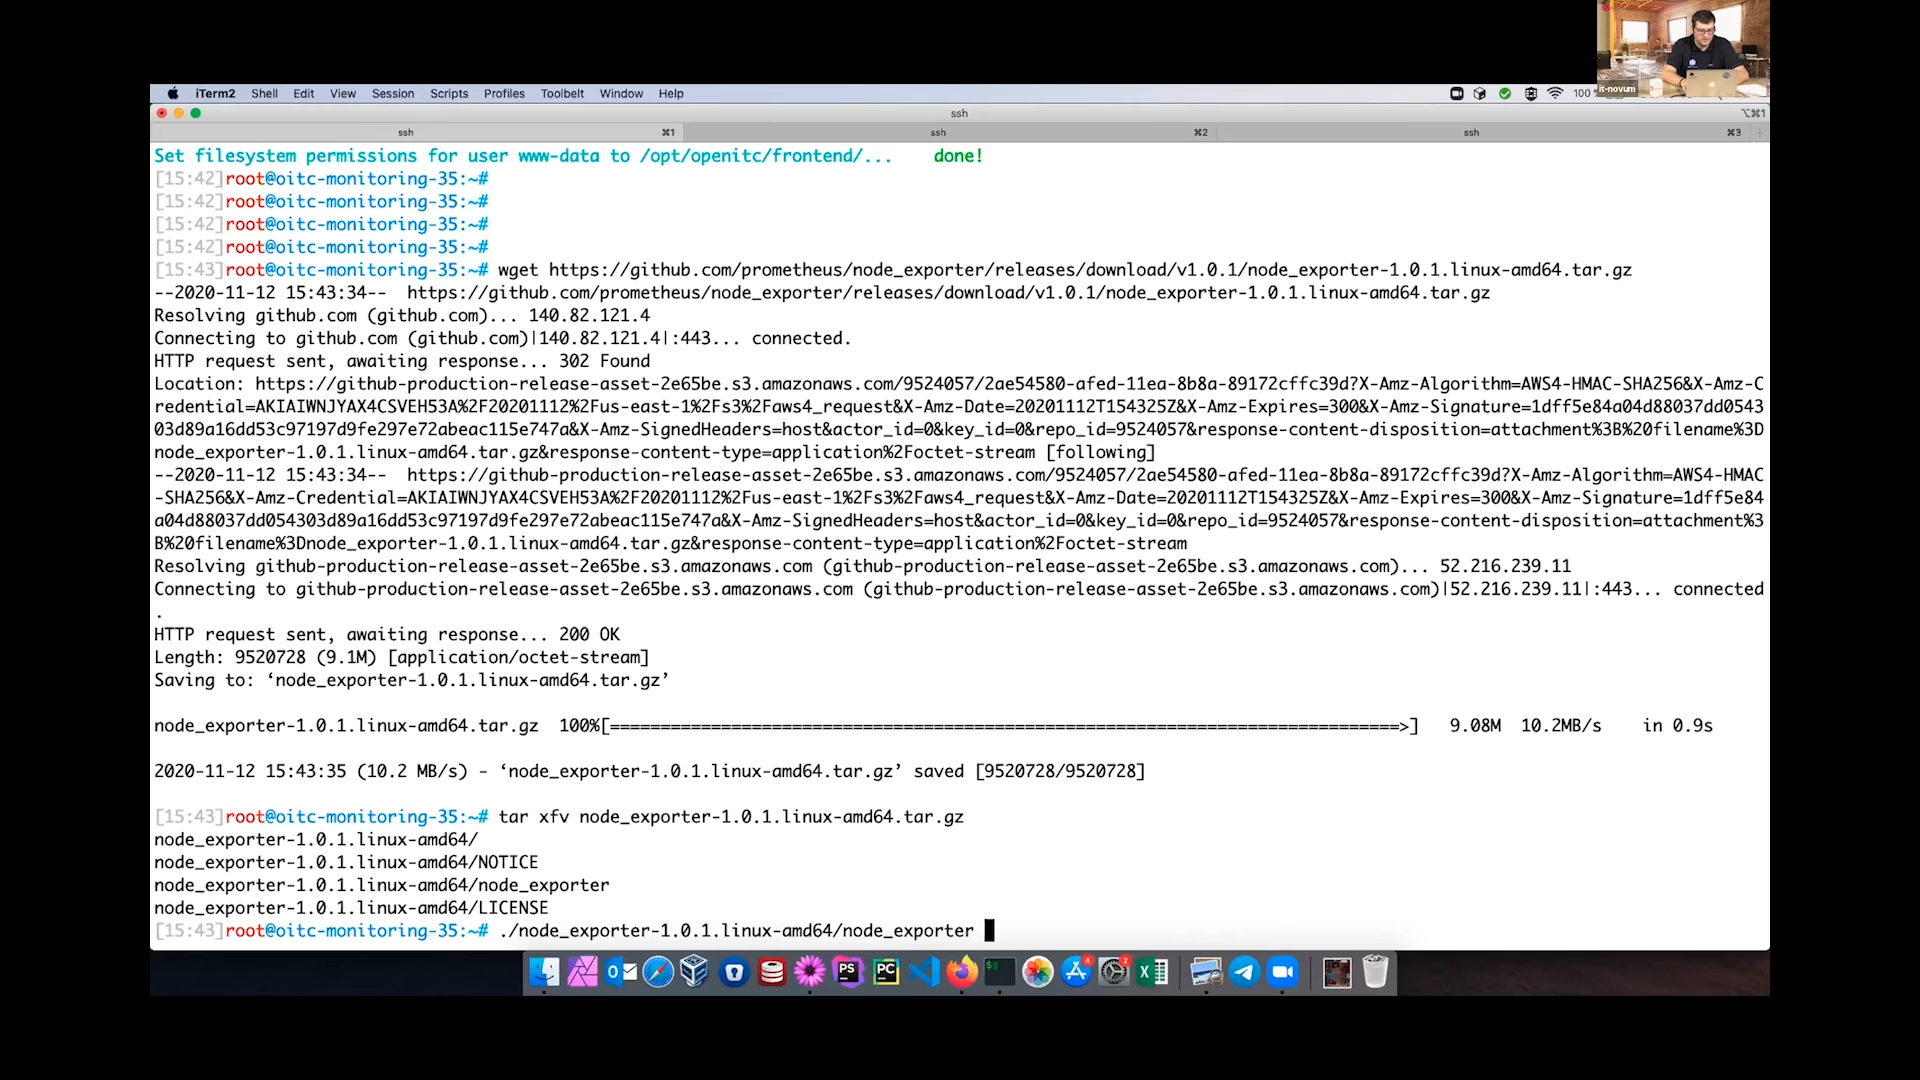 iTerm2 Shell Edit View Session Scripts Profiles Toolbelt Window Help 100 it-novum
ssh ⌥⌘1
ssh ⌘1 ssh ⌘2 ssh ⌘3
Set filesystem permissions for user www-data to /opt/openitc/frontend/... done!
[15:42]root@oitc-monitoring-35:~#
[15:42]root@oitc-monitoring-35:~#
[15:42]root@oitc-monitoring-35:~#
[15:42]root@oitc-monitoring-35:~#
[15:43]root@oitc-monitoring-35:~# wget https://github.com/prometheus/node_exporter/releases/download/v1.0.1/node_exporter-1.0.1.linux-amd64.tar.gz
--2020-11-12 15:43:34-- https://github.com/prometheus/node_exporter/releases/download/v1.0.1/node_exporter-1.0.1.linux-amd64.tar.gz
Resolving github.com (github.com)... 140.82.121.4
Connecting to github.com (github.com)|140.82.121.4|:443... connected.
HTTP request sent, awaiting response... 302 Found
Location: https://github-production-release-asset-2e65be.s3.amazonaws.com/9524057/2ae54580-afed-11ea-8b8a-89172cffc39d?X-Amz-Algorithm=AWS4-HMAC-SHA256&X-Amz-C
redential=AKIAIWNJYAX4CSVEH53A%2F20201112%2Fus-east-1%2Fs3%2Faws4_request&X-Amz-Date=20201112T154325Z&X-Amz-Expires=300&X-Amz-Signature=1dff5e84a04d88037dd0543
03d89a16dd53c97197d9fe297e72abeac115e747a&X-Amz-SignedHeaders=host&actor_id=0&key_id=0&repo_id=9524057&response-content-disposition=attachment%3B%20filename%3D
node_exporter-1.0.1.linux-amd64.tar.gz&response-content-type=application%2Foctet-stream [following]
--2020-11-12 15:43:34-- https://github-production-release-asset-2e65be.s3.amazonaws.com/9524057/2ae54580-afed-11ea-8b8a-89172cffc39d?X-Amz-Algorithm=AWS4-HMAC
-SHA256&X-Amz-Credential=AKIAIWNJYAX4CSVEH53A%2F20201112%2Fus-east-1%2Fs3%2Faws4_request&X-Amz-Date=20201112T154325Z&X-Amz-Expires=300&X-Amz-Signature=1dff5e84
a04d88037dd054303d89a16dd53c97197d9fe297e72abeac115e747a&X-Amz-SignedHeaders=host&actor_id=0&key_id=0&repo_id=9524057&response-content-disposition=attachment%3
B%20filename%3Dnode_exporter-1.0.1.linux-amd64.tar.gz&response-content-type=application%2Foctet-stream
Resolving github-production-release-asset-2e65be.s3.amazonaws.com (github-production-release-asset-2e65be.s3.amazonaws.com)... 52.216.239.11
Connecting to github-production-release-asset-2e65be.s3.amazonaws.com (github-production-release-asset-2e65be.s3.amazonaws.com)|52.216.239.11|:443... connected
.
HTTP request sent, awaiting response... 200 OK
Length: 9520728 (9.1M) [application/octet-stream]
Saving to: ‘node_exporter-1.0.1.linux-amd64.tar.gz’
node_exporter-1.0.1.linux-amd64.tar.gz 100%[==============================================================================>] 9.08M 10.2MB/s in 0.9s
2020-11-12 15:43:35 (10.2 MB/s) - ‘node_exporter-1.0.1.linux-amd64.tar.gz’ saved [9520728/9520728]
[15:43]root@oitc-monitoring-35:~# tar xfv node_exporter-1.0.1.linux-amd64.tar.gz
node_exporter-1.0.1.linux-amd64/
node_exporter-1.0.1.linux-amd64/NOTICE
node_exporter-1.0.1.linux-amd64/node_exporter
node_exporter-1.0.1.linux-amd64/LICENSE
[15:43]root@oitc-monitoring-35:~# ./node_exporter-1.0.1.linux-amd64/node_exporter
PS PC $ 4 2 X